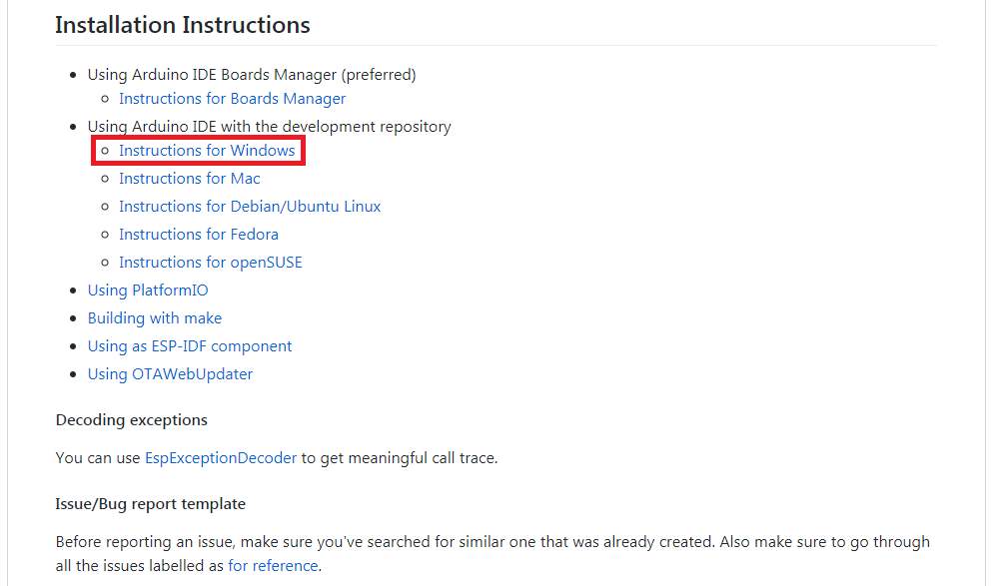 Installation Instructions
Using Arduino IDE Boards Manager (preferred)
Instructions for Boards Manager
Using Arduino IDE with the development repository
Instructions for Windows
Instructions for Mac
Instructions for Debian/Ubuntu Linux
Instructions for Fedora
Instructions for openSUSE
Using PlatformIO
Building with make
Using as ESP-IDF component
Using OTAWebUpdater
Decoding exceptions
You can use EspExceptionDecoder to get meaningful call trace.
Issue/Bug report template
Before reporting an issue, make sure you've searched for similar one that was already created. Also make sure to go through
all the issues labelled as for reference.